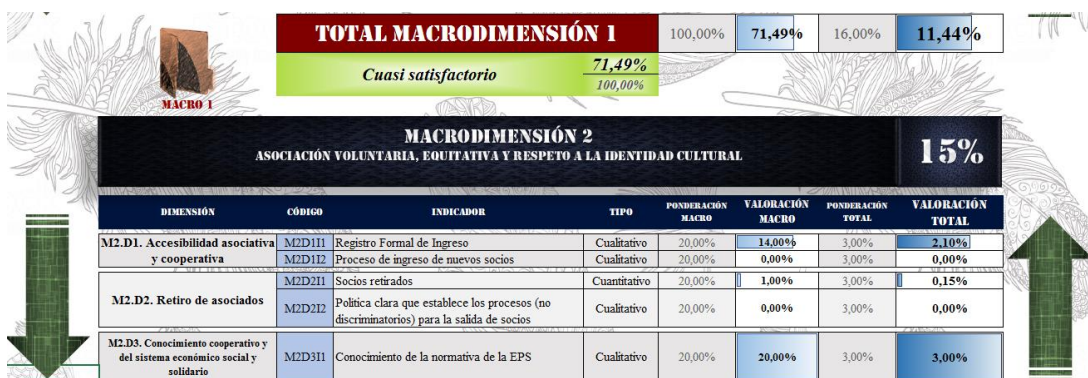 TOTAL MACRODIMENSIÓN 1 100,00% 71,49% 16,00% 11,44%
Cuasi satisfactorio 71,49%
100,00%
MACRO 1
MACRODIMENSIÓN 2
ASOCIACIÓN VOLUNTARIA, EQUITATIVA Y RESPETO A LA IDENTIDAD CULTURAL
15%
DIMENSIÓN CÓDIGO INDICADOR TIPO PONDERACIÓN MACRO VALORACIÓN MACRO PONDERACIÓN TOTAL VALORACIÓN TOTAL
M2.D1. Accesibilidad asociativa y cooperativa
M2D1I1 Registro Formal de Ingreso Cualitativo 20,00% 14,00% 3,00% 2,10%
M2D1I2 Proceso de ingreso de nuevos socios Cualitativo 20,00% 0,00% 3,00% 0,00%
M2.D2. Retiro de asociados
M2D2I1 Socios retirados Cuantitativo 20,00% 1,00% 3,00% 0,15%
M2D2I2 Política clara que establece los procesos (no discriminatorios) para la salida de socios Cualitativo 20,00% 0,00% 3,00% 0,00%
M2.D3. Conocimiento cooperativo y del sistema económico social y solidario
M2D3I1 Conocimiento de la normativa de la EPS Cualitativo 20,00% 20,00% 3,00% 3,00%